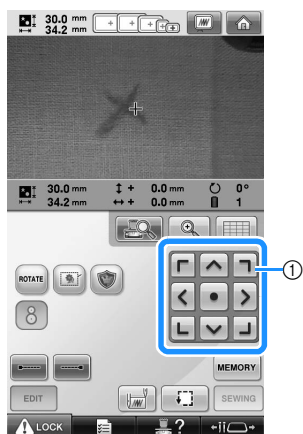 30.0 mm
34.2 mm
30.0 mm ↕ + 0.0 mm 0°
34.2 mm ↔ + 0.0 mm 1
①
ROTATE
8
MEMORY
EDIT
SEWING
LOCK
?